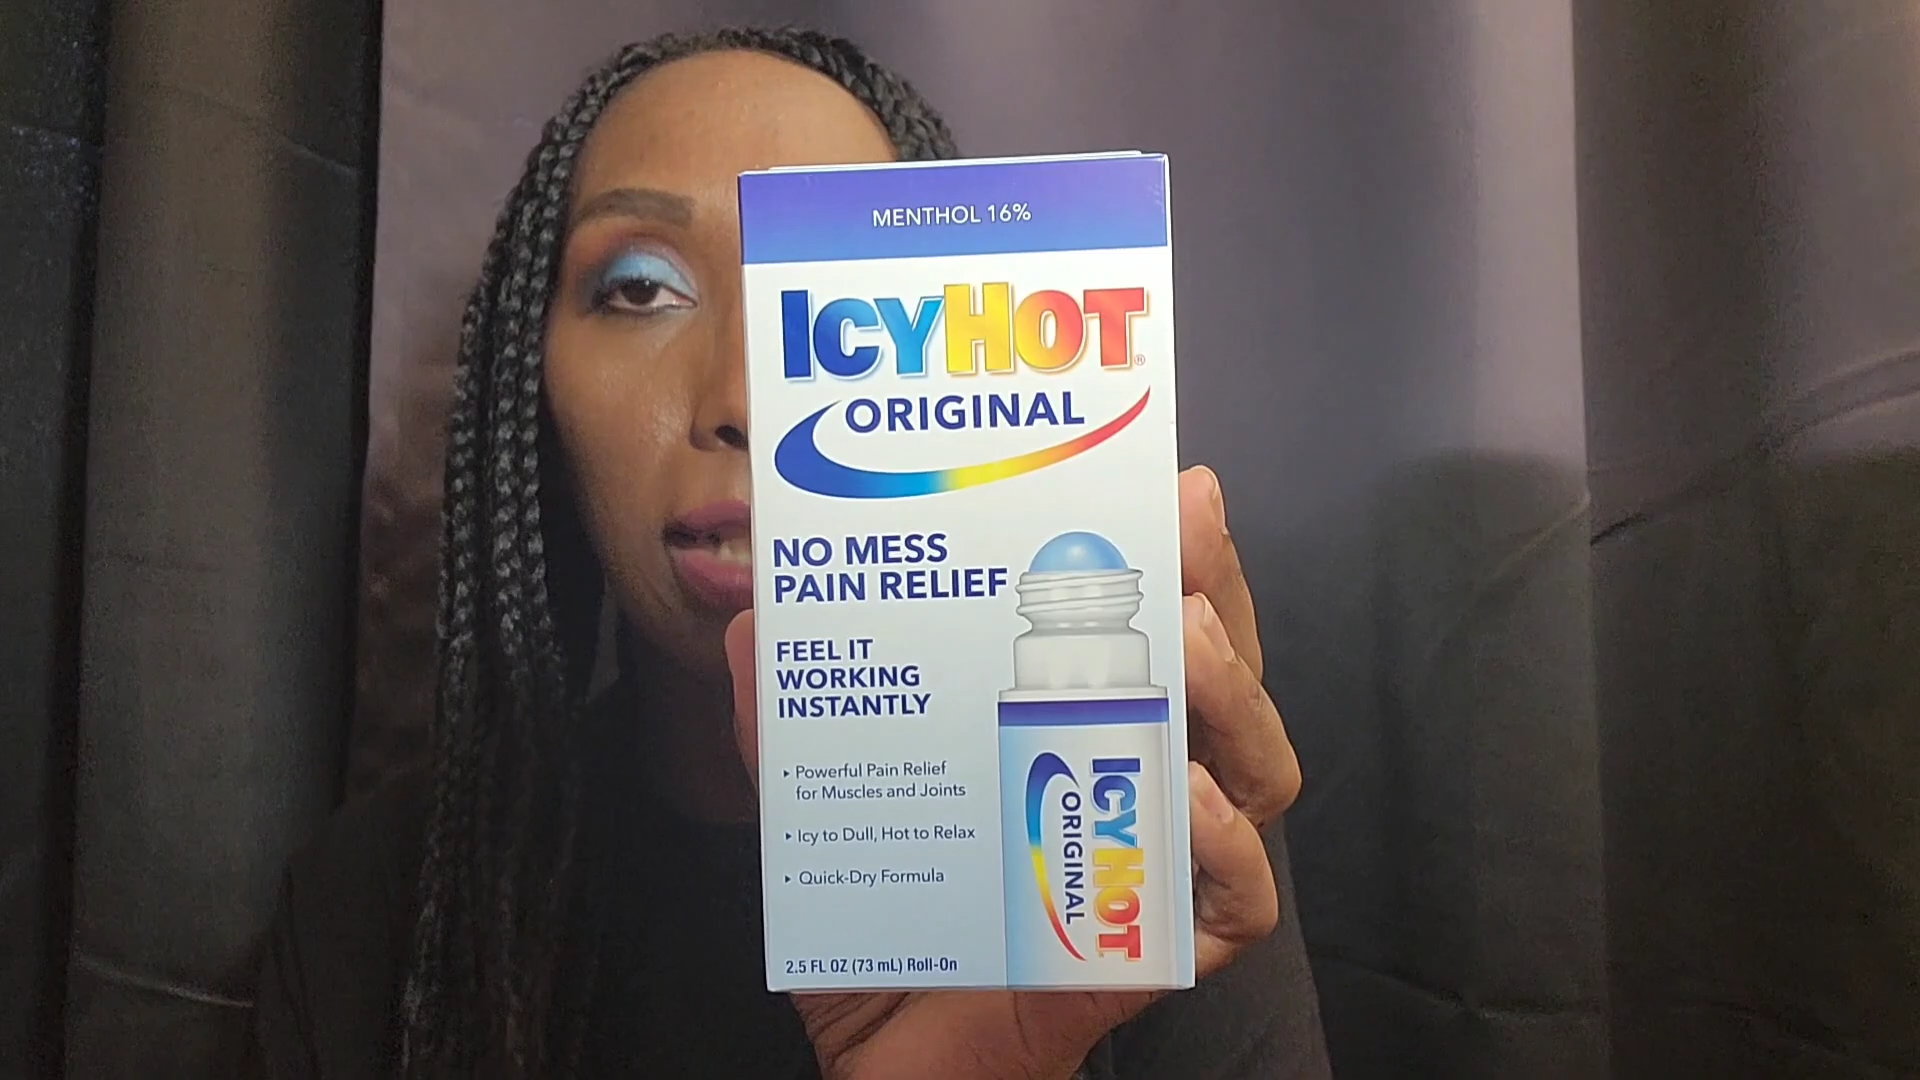 MENTHOL 16%
ICYHOT®
ORIGINAL
NO MESS
PAIN RELIEF
FEEL IT
WORKING
INSTANTLY
▸ Powerful Pain Relief
for Muscles and Joints
▸ Icy to Dull, Hot to Relax
▸ Quick-Dry Formula
2.5 FL OZ (73 mL) Roll-On
ICYHOT
ORIGINAL